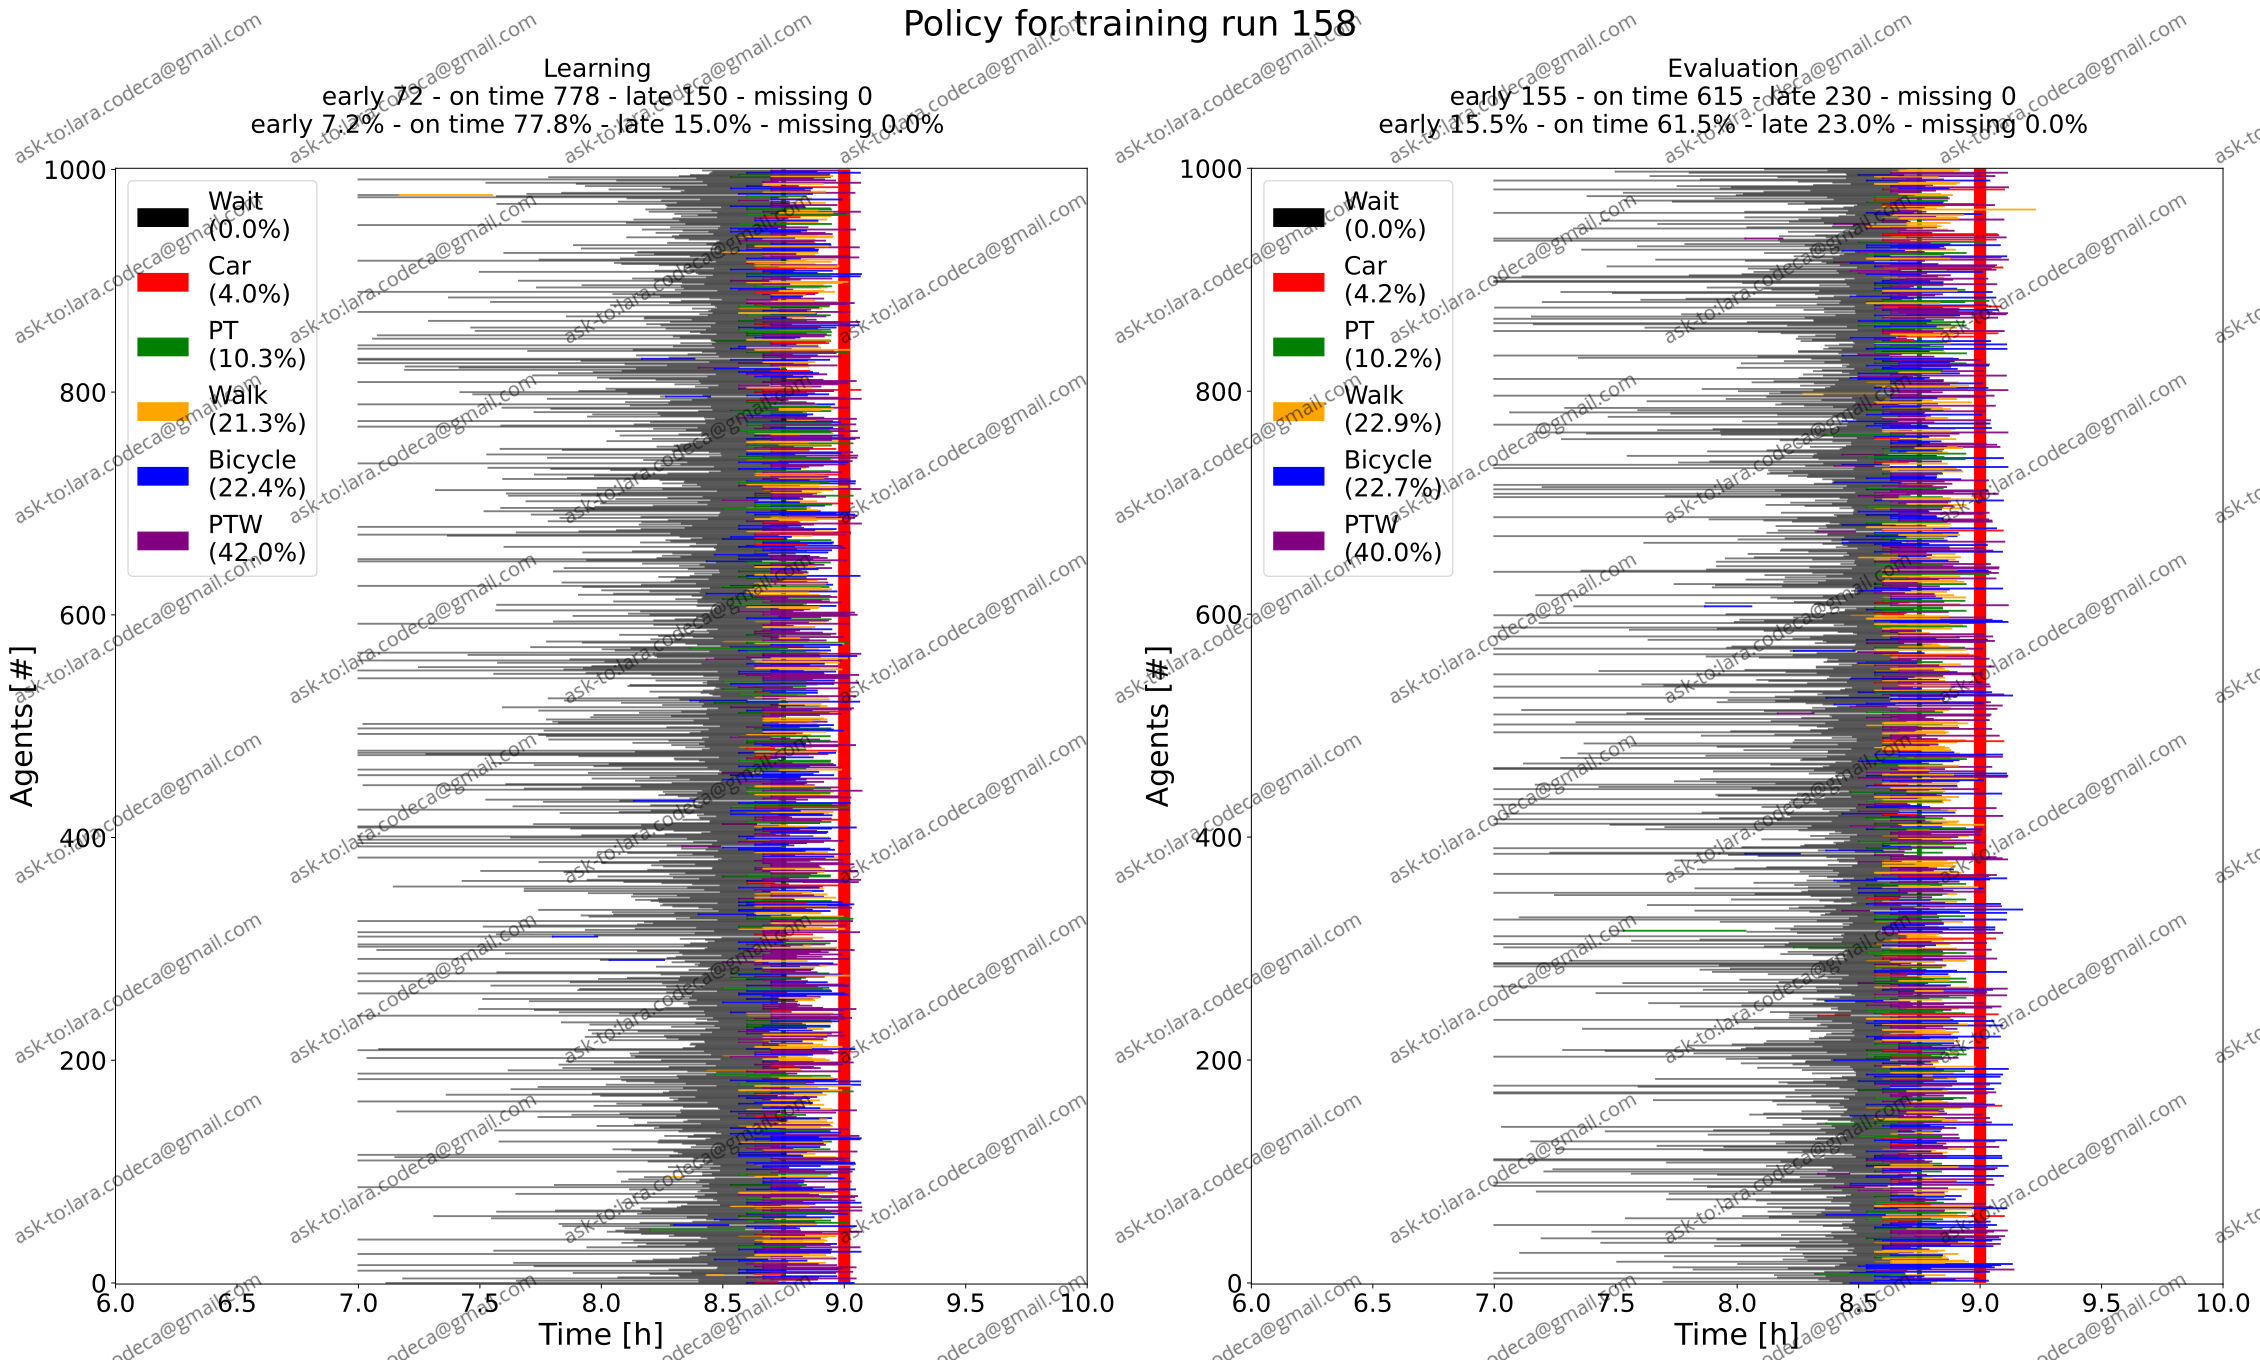 Policy for training run 158
Learning
early 72 - on time 778 - late 150 - missing 0
early 7.2% - on time 77.8% - late 15.0% - missing 0.0%
Evaluation
early 155 - on time 615 - late 230 - missing 0
early 15.5% - on time 61.5% - late 23.0% - missing 0.0%
Agents [#]
1000
800
600
400
200
0
Wait
(0.0%)
Car
(4.0%)
PT
(10.3%)
Walk
(21.3%)
Bicycle
(22.4%)
PTW
(42.0%)
6.0 6.5 7.0 7.5 8.0 8.5 9.0 9.5 10.0
Time [h]
Agents [#]
1000
800
600
400
200
0
Wait
(0.0%)
Car
(4.2%)
PT
(10.2%)
Walk
(22.9%)
Bicycle
(22.7%)
PTW
(40.0%)
6.0 6.5 7.0 7.5 8.0 8.5 9.0 9.5 10.0
Time [h]
ask-to:lara.codeca@gmail.com